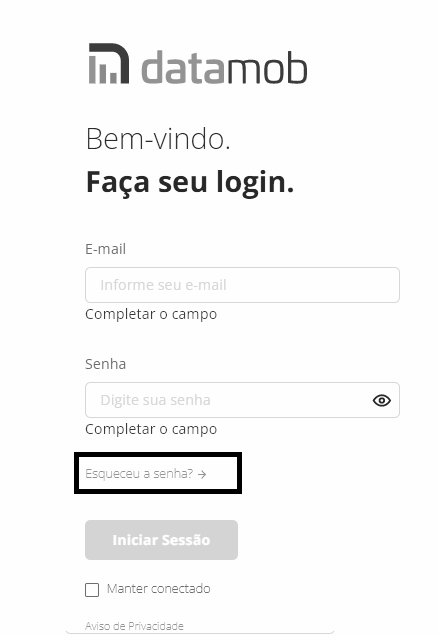 datamob
Bem-vindo.
Faça seu login.
E-mail
Informe seu e-mail
Completar o campo
Senha
Digite sua senha
Completar o campo
Esqueceu a senha? →
Iniciar Sessão
Manter conectado
Aviso de Privacidade